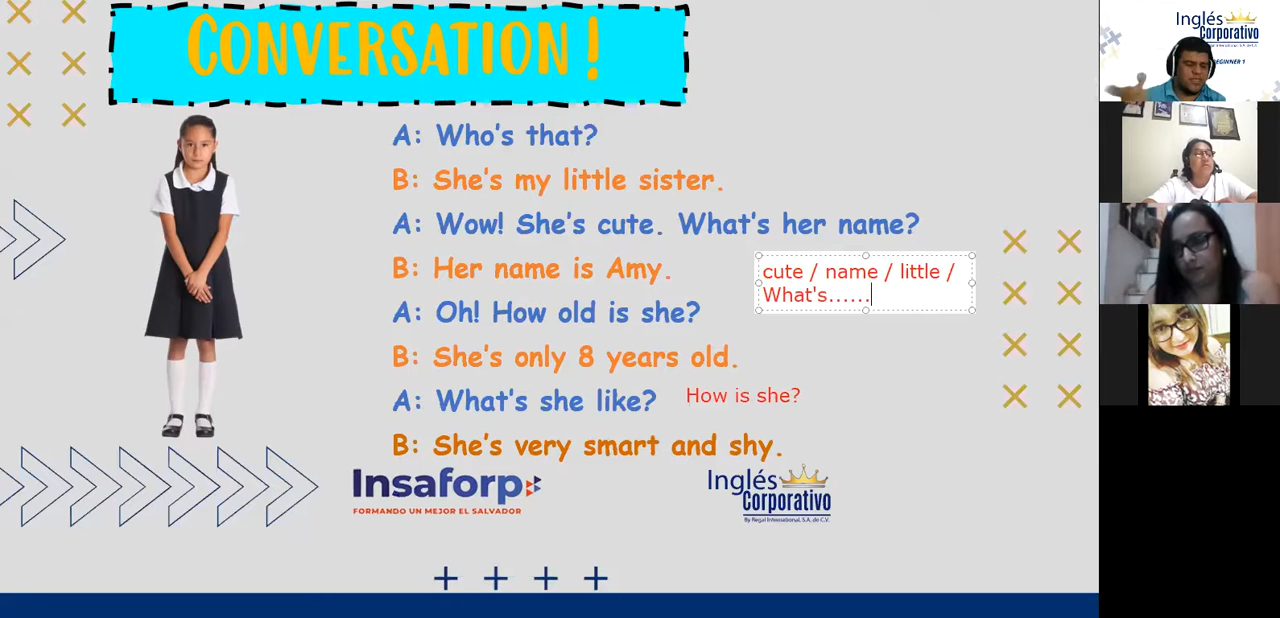 CONVERSATION!
A: Who's that?
B: She's my little sister.
A: Wow! She's cute. What's her name?
B: Her name is Amy.
cute / name / little /
What's......
A: Oh! How old is she?
B: She's only 8 years old.
A: What's she like?
How is she?
B: She's very smart and shy.
Insaforp
FORMANDO UN MEJOR EL SALVADOR
Inglés
Corporativo
By Regal International, S.A. de C.V.
Inglés
Corporativo
EGINNER 1